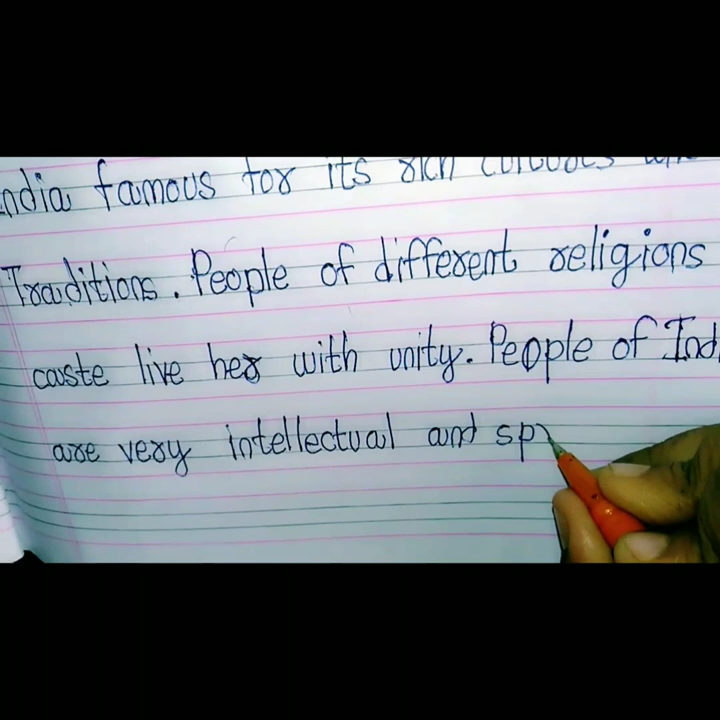 India famous for its rich
Traditions. People of different religions
caste live her with unity. People of Ind
are very intellectual and sp